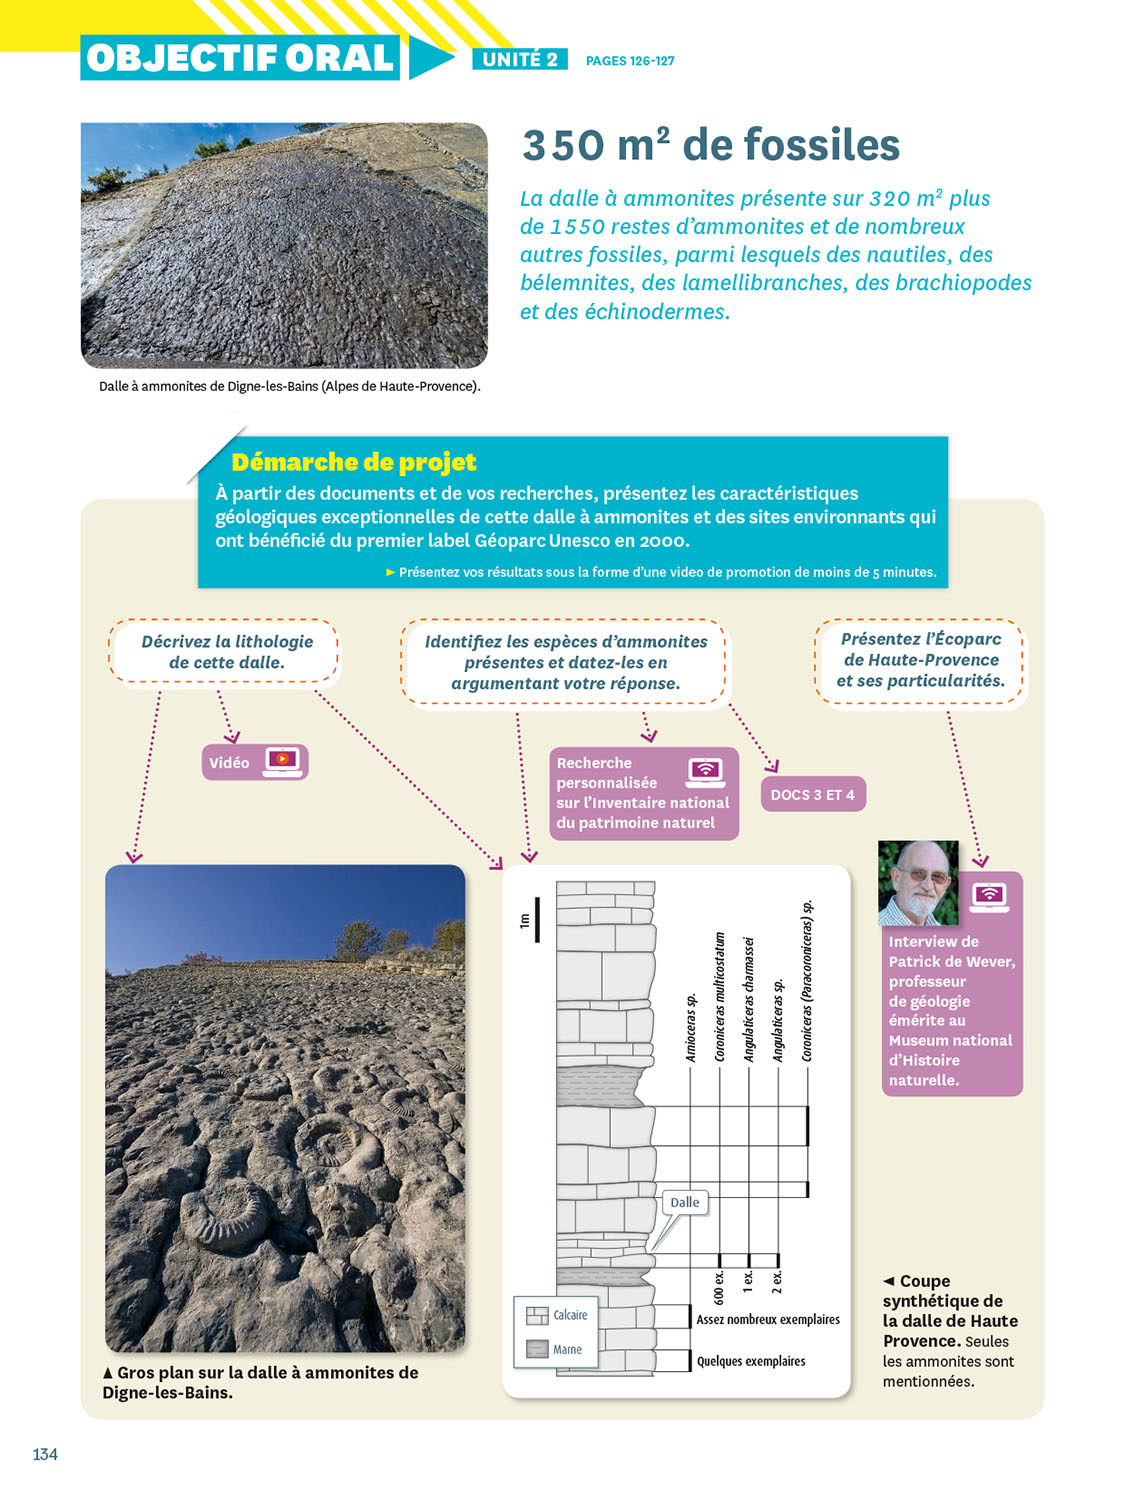 OBJECTIF ORAL
UNITÉ 2
PAGES 126-127
350 m² de fossiles
La dalle à ammonites présente sur 320 m² plus
de 1550 restes d'ammonites et de nombreux
autres fossiles, parmi lesquels des nautiles, des
bélemnites, des lamellibranches, des brachiopodes
et des échinodermes.
Dalle à ammonites de Digne-les-Bains (Alpes de Haute-Provence).
Démarche de projet
À partir des documents et de vos recherches, présentez les caractéristiques
géologiques exceptionnelles de cette dalle à ammonites et des sites environnants qui
ont bénéficié du premier label Géoparc Unesco en 2000.
► Présentez vos résultats sous la forme d'une video de promotion de moins de 5 minutes.
Décrivez la lithologie
de cette dalle.
Identifiez les espèces d'ammonites
présentes et datez-les en
argumentant votre réponse.
Présentez l'Écoparc
de Haute-Provence
et ses particularités.
Vidéo
Recherche
personnalisée
sur l'Inventaire national
du patrimoine naturel
DOCS 3 ET 4
Interview de
Patrick de Wever,
professeur
de géologie
émérite au
Museum national
d'Histoire
naturelle.
1m
Arnioceras sp.
Coroniceras multicostatum
Angulaticeras charmassei
Angulaticeras sp.
Coroniceras (Paracoroniceras) sp.
Dalle
600 ex.
1 ex.
2 ex.
Calcaire
Marne
Assez nombreux exemplaires
Quelques exemplaires
◄ Coupe
synthétique de
la dalle de Haute
Provence. Seules
les ammonites sont
mentionnées.
▲ Gros plan sur la dalle à ammonites de
Digne-les-Bains.
134